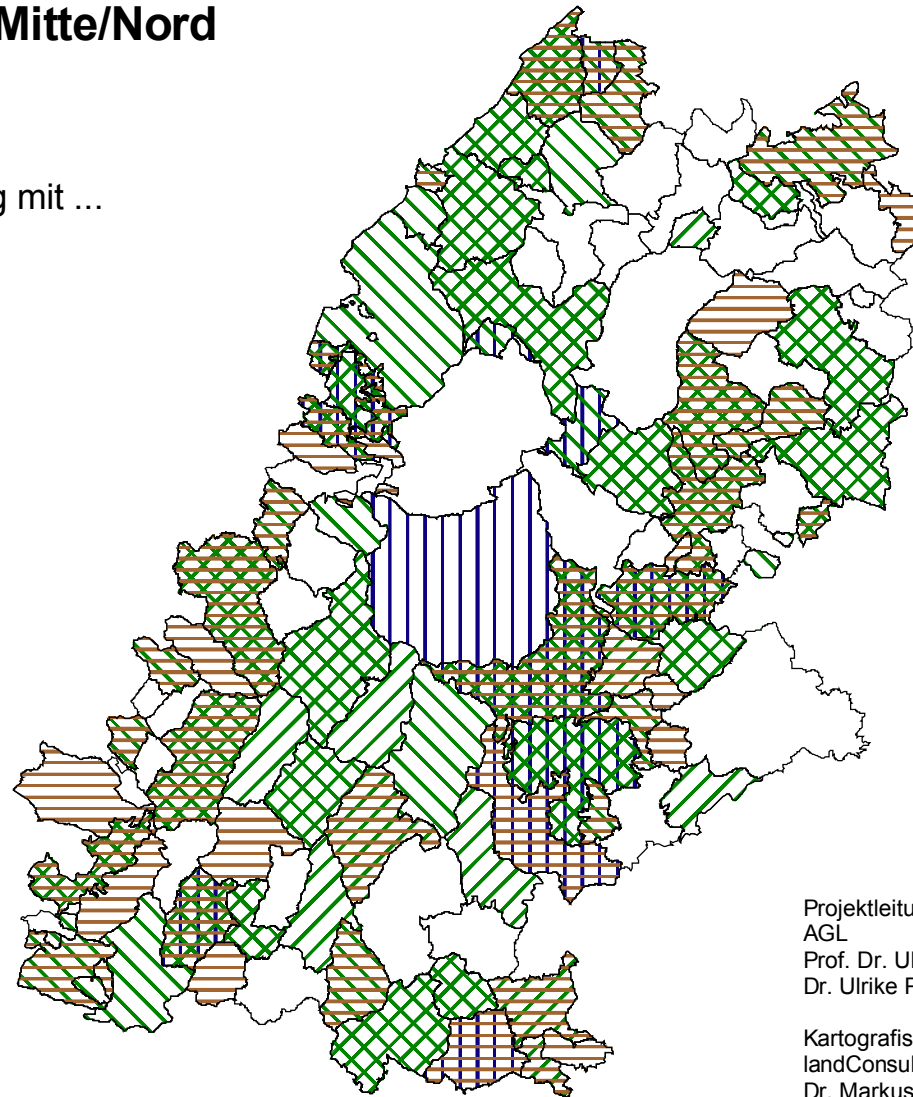 Mitte/Nord
g mit ...
Projektleitu
AGL
Prof. Dr. Ul
Dr. Ulrike F
Kartografis
landConsul
Dr. Markus